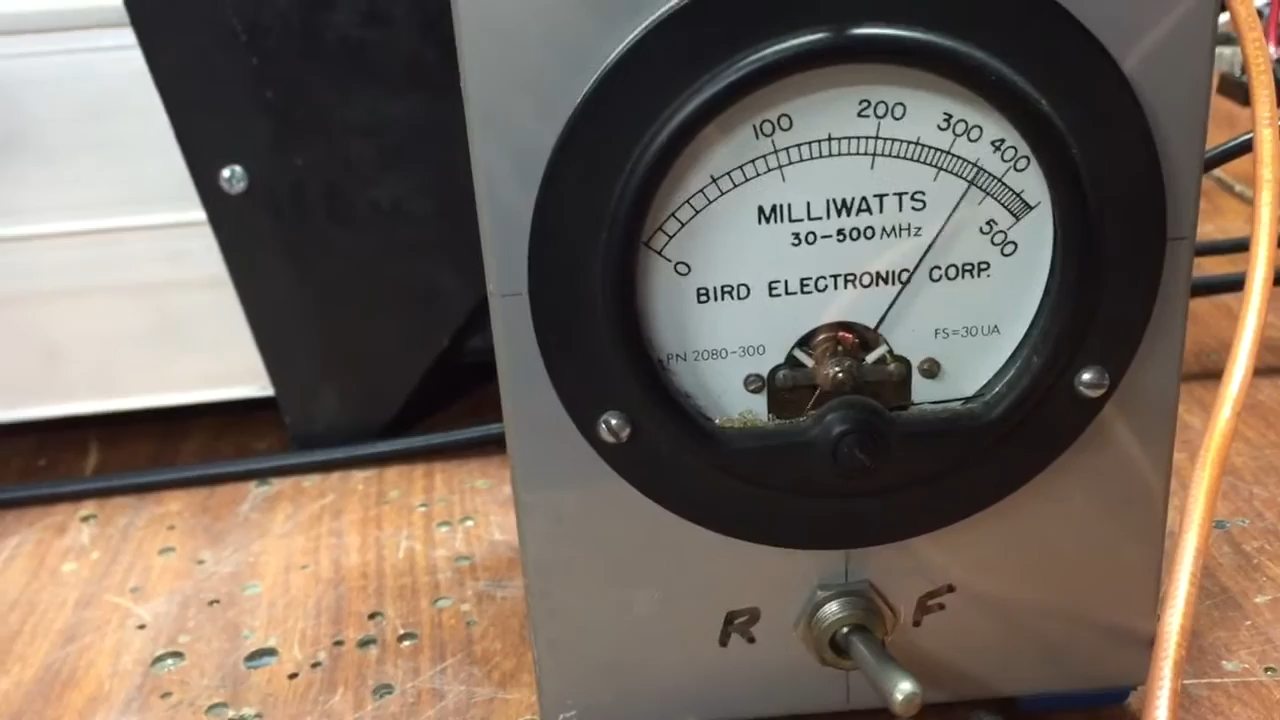 0 100 200 300 400 500
MILLIWATTS
30-500 MHz
BIRD ELECTRONIC CORP.
PN 2080-300
FS=30 UA
R F